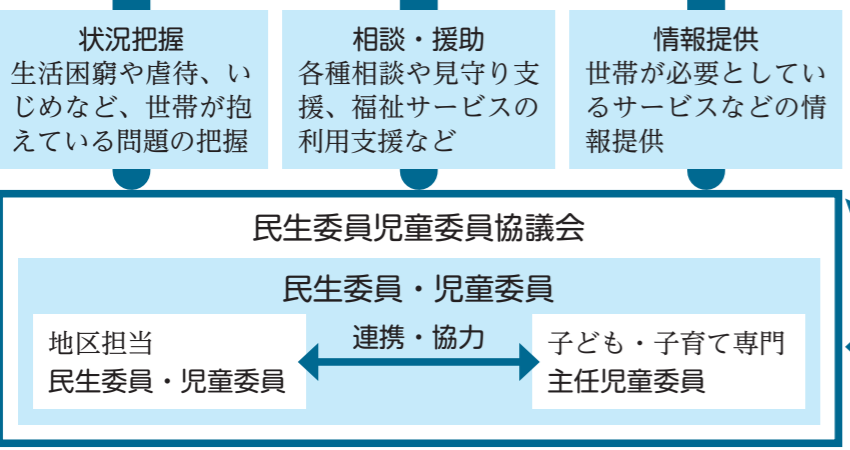 状況把握
生活困窮や虐待、い
じめなど、世帯が抱
えている問題の把握
相談・援助
各種相談や見守り支
援、福祉サービスの
利用支援など
情報提供
世帯が必要としてい
るサービスなどの情
報提供
民生委員児童委員協議会
民生委員・児童委員
地区担当
民生委員・児童委員
連携・協力
子ども・子育て専門
主任児童委員